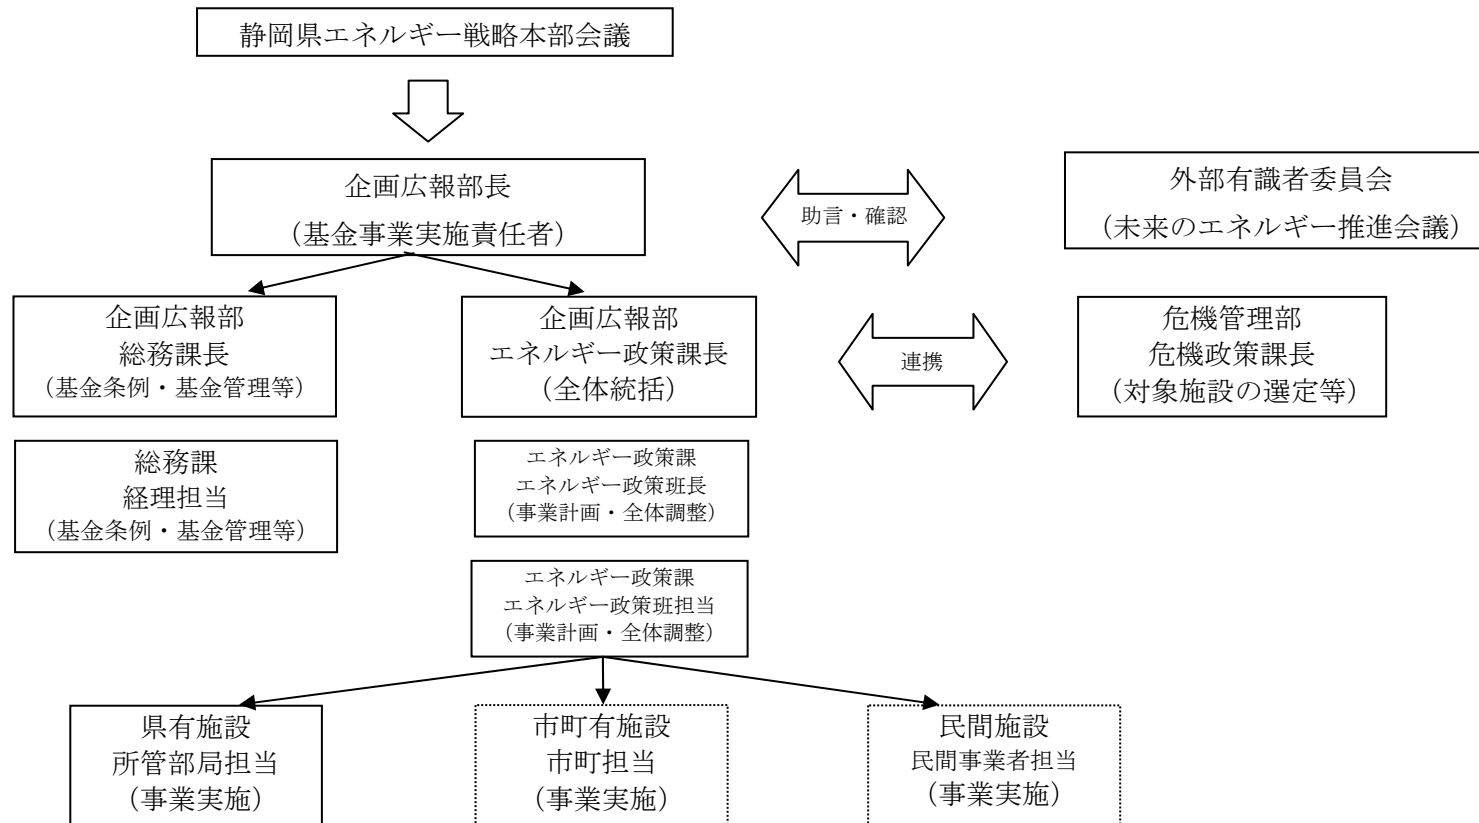 静岡県エネルギー戦略本部会議
企画広報部長
（基金事業実施責任者）
助言・確認
外部有識者委員会
（未来のエネルギー推進会議）
企画広報部
総務課長
（基金条例・基金管理等）
企画広報部
エネルギー政策課長
（全体統括）
連携
危機管理部
危機政策課長
（対象施設の選定等）
総務課
経理担当
（基金条例・基金管理等）
エネルギー政策課
エネルギー政策班長
（事業計画・全体調整）
エネルギー政策課
エネルギー政策班担当
（事業計画・全体調整）
県有施設
所管部局担当
（事業実施）
市町有施設
市町担当
（事業実施）
民間施設
民間事業者担当
（事業実施）